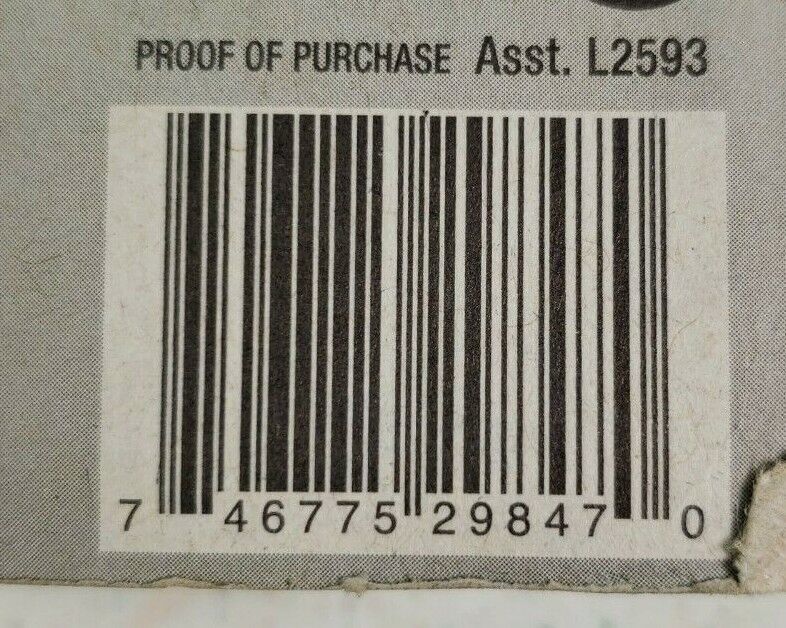 PROOF OF PURCHASE Asst. L2593
7 46775 29847 0